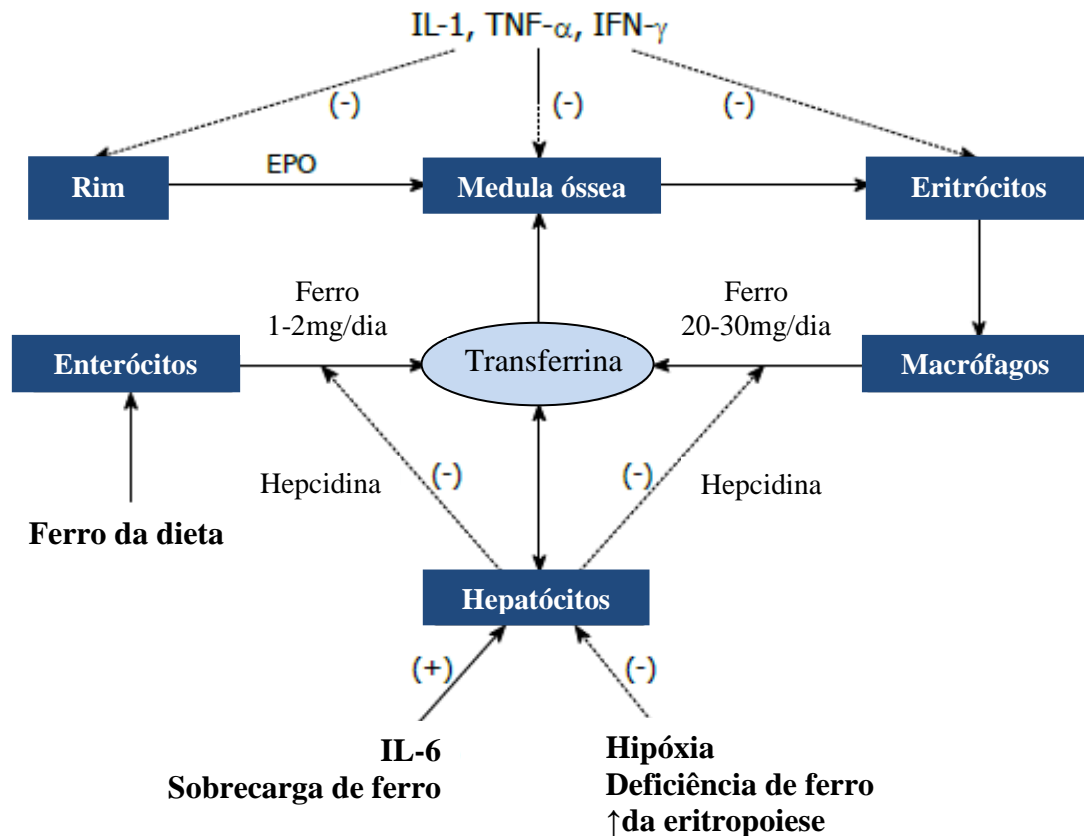 IL-1, TNF-α, IFN-γ
(-)
(-)
(-)
Rim
EPO
Medula óssea
Eritrócitos
Ferro
1-2mg/dia
Ferro
20-30mg/dia
Enterócitos
Transferrina
Macrófagos
Hepcidina
(-)
(-)
Hepcidina
Ferro da dieta
Hepatócitos
(+)
(-)
IL-6
Sobrecarga de ferro
Hipóxia
Deficiência de ferro
↑da eritropoiese